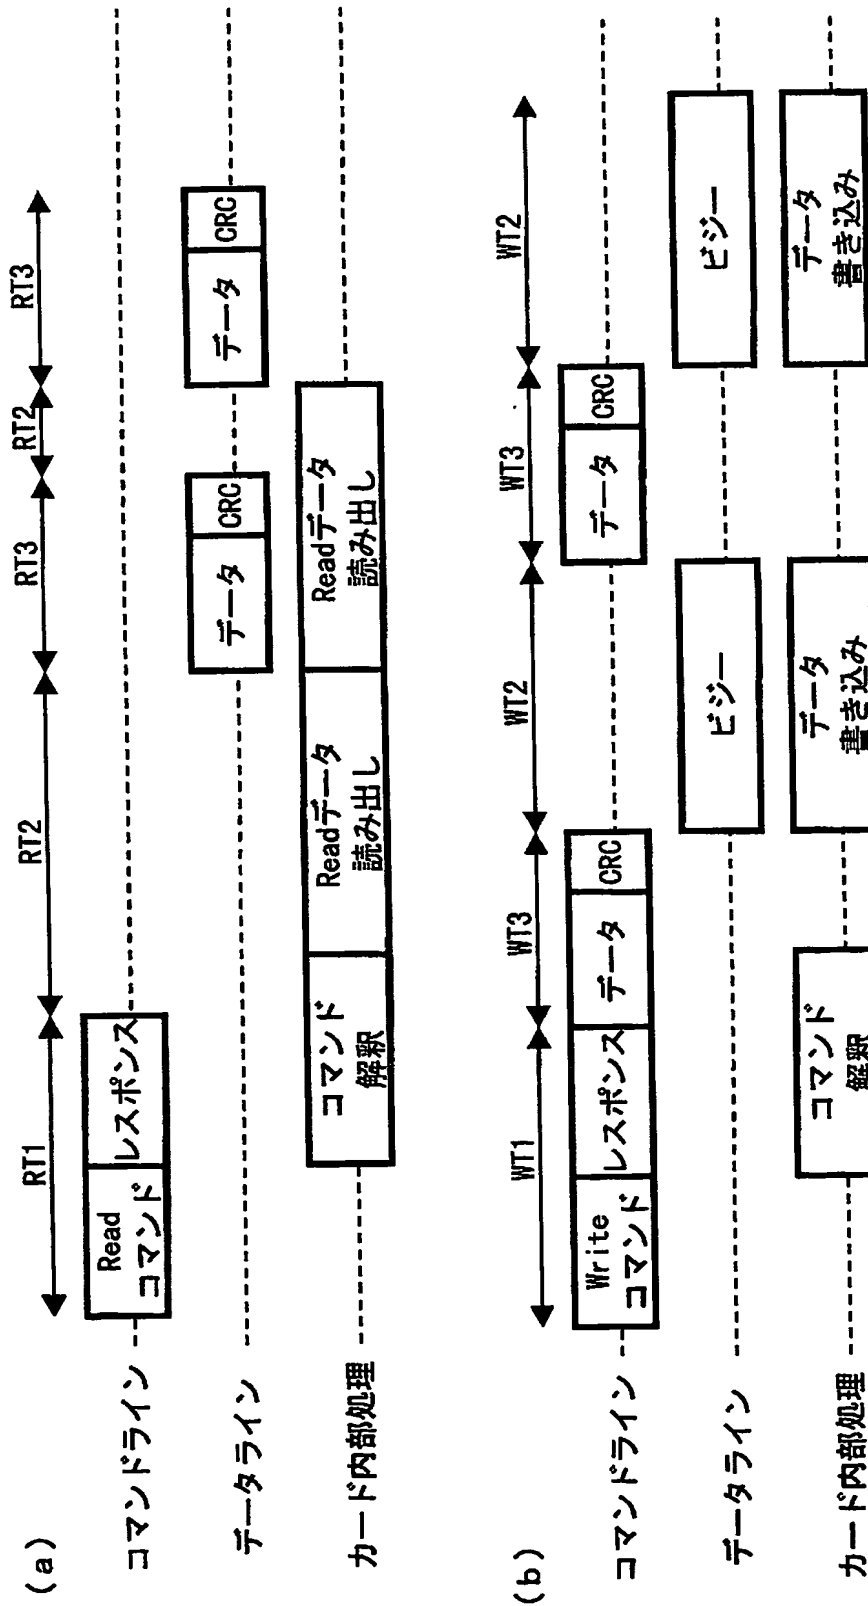 (a)
RT1
RT2
RT3
RT2
RT3
コマンドライン
Read
コマンド
レスポンス
データライン
データ
CRC
データ
CRC
カード内部処理
コマンド
解釈
Readデータ
読み出し
Readデータ
読み出し
(b)
WT1
WT3
WT2
WT3
WT2
コマンドライン
Write
コマンド
レスポンス
データ
CRC
データ
CRC
データライン
ビジー
ビジー
カード内部処理
コマンド
解釈
データ
書き込み
データ
書き込み